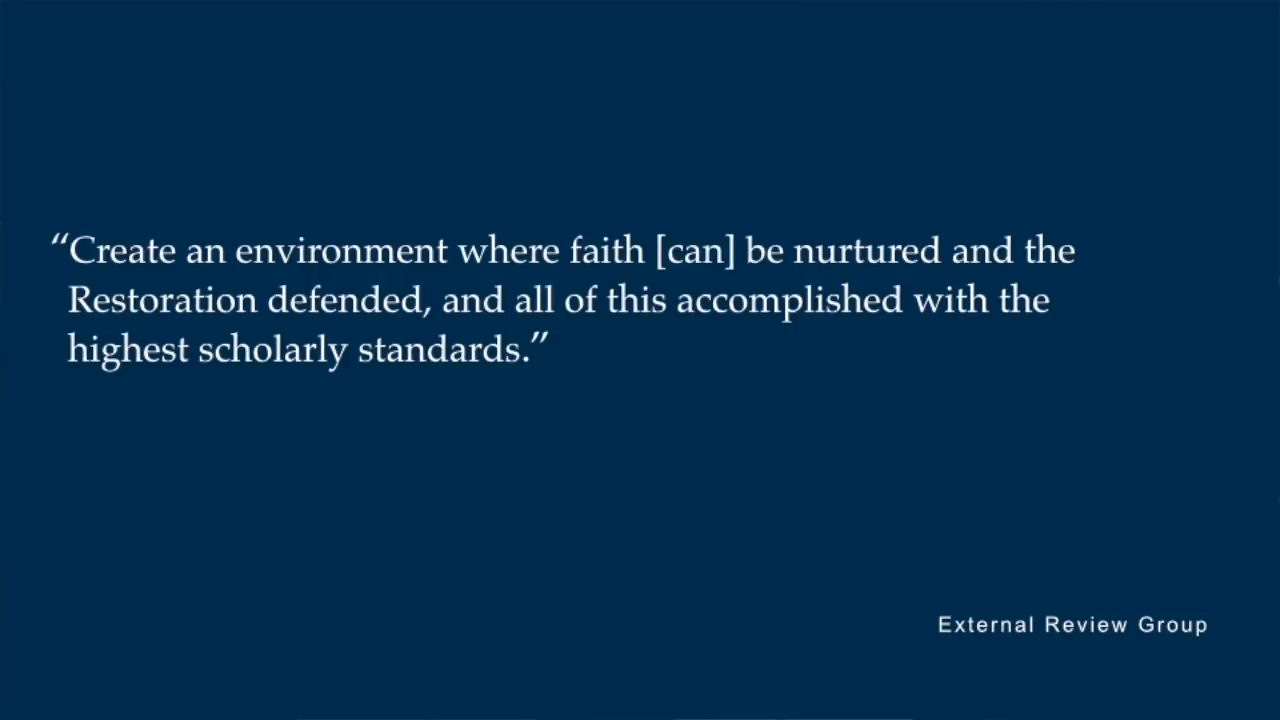 “Create an environment where faith [can] be nurtured and the
Restoration defended, and all of this accomplished with the
highest scholarly standards.”
External Review Group